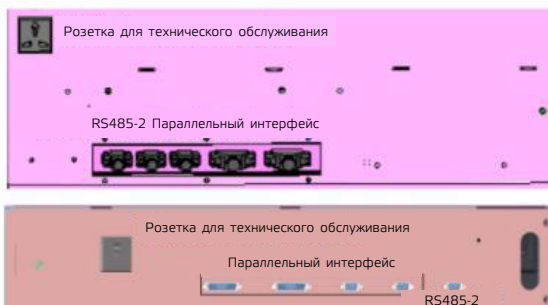 Розетка для технического обслуживания
RS485-2 Параллельный интерфейс
Розетка для технического обслуживания
Параллельный интерфейс
RS485-2